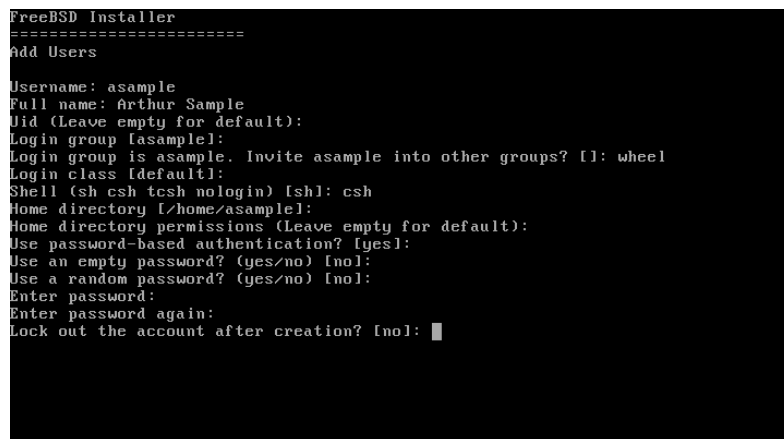 FreeBSD Installer
========================
Add Users

Username: asample
Full name: Arthur Sample
Uid (Leave empty for default):
Login group [asample]:
Login group is asample. Invite asample into other groups? []: wheel
Login class [default]:
Shell (sh csh tcsh nologin) [sh]: csh
Home directory [/home/asample]:
Home directory permissions (Leave empty for default):
Use password-based authentication? [yes]:
Use an empty password? (yes/no) [no]:
Use a random password? (yes/no) [no]:
Enter password:
Enter password again:
Lock out the account after creation? [no]: